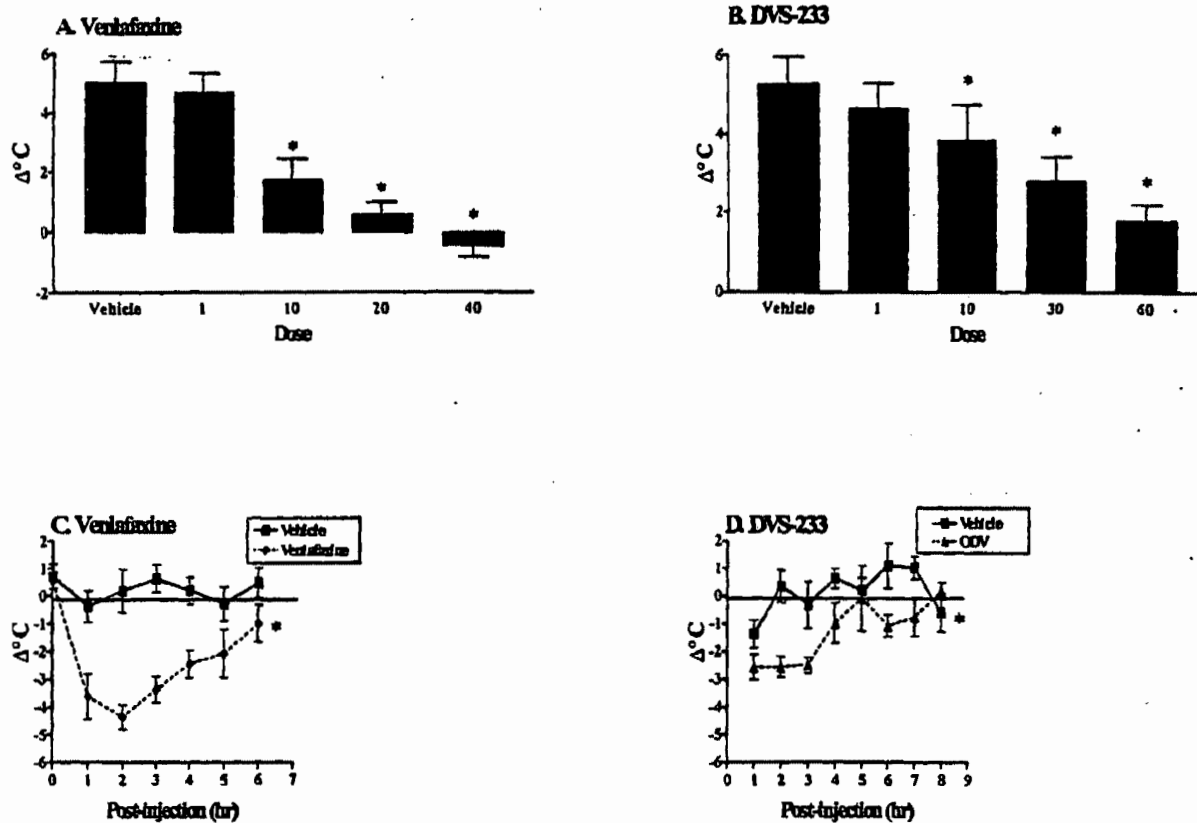 A. Venlafaxine
6
4
2
0
-2
Δ° C
*
*
*
Vehicle 1 10 20 40
Dose
B. DVS-233
6
4
2
0
Δ° C
*
*
*
Vehicle 1 10 30 60
Dose
C. Venlafaxine
Vehicle
Venlafaxine
2
1
0
-1
-2
-3
-4
-5
-6
Δ° C
*
0 1 2 3 4 5 6 7
Post-injection (hr)
D. DVS-233
Vehicle
ODV
2
1
0
-1
-2
-3
-4
-5
-6
Δ° C
*
0 1 2 3 4 5 6 7 8 9
Post-injection (hr)